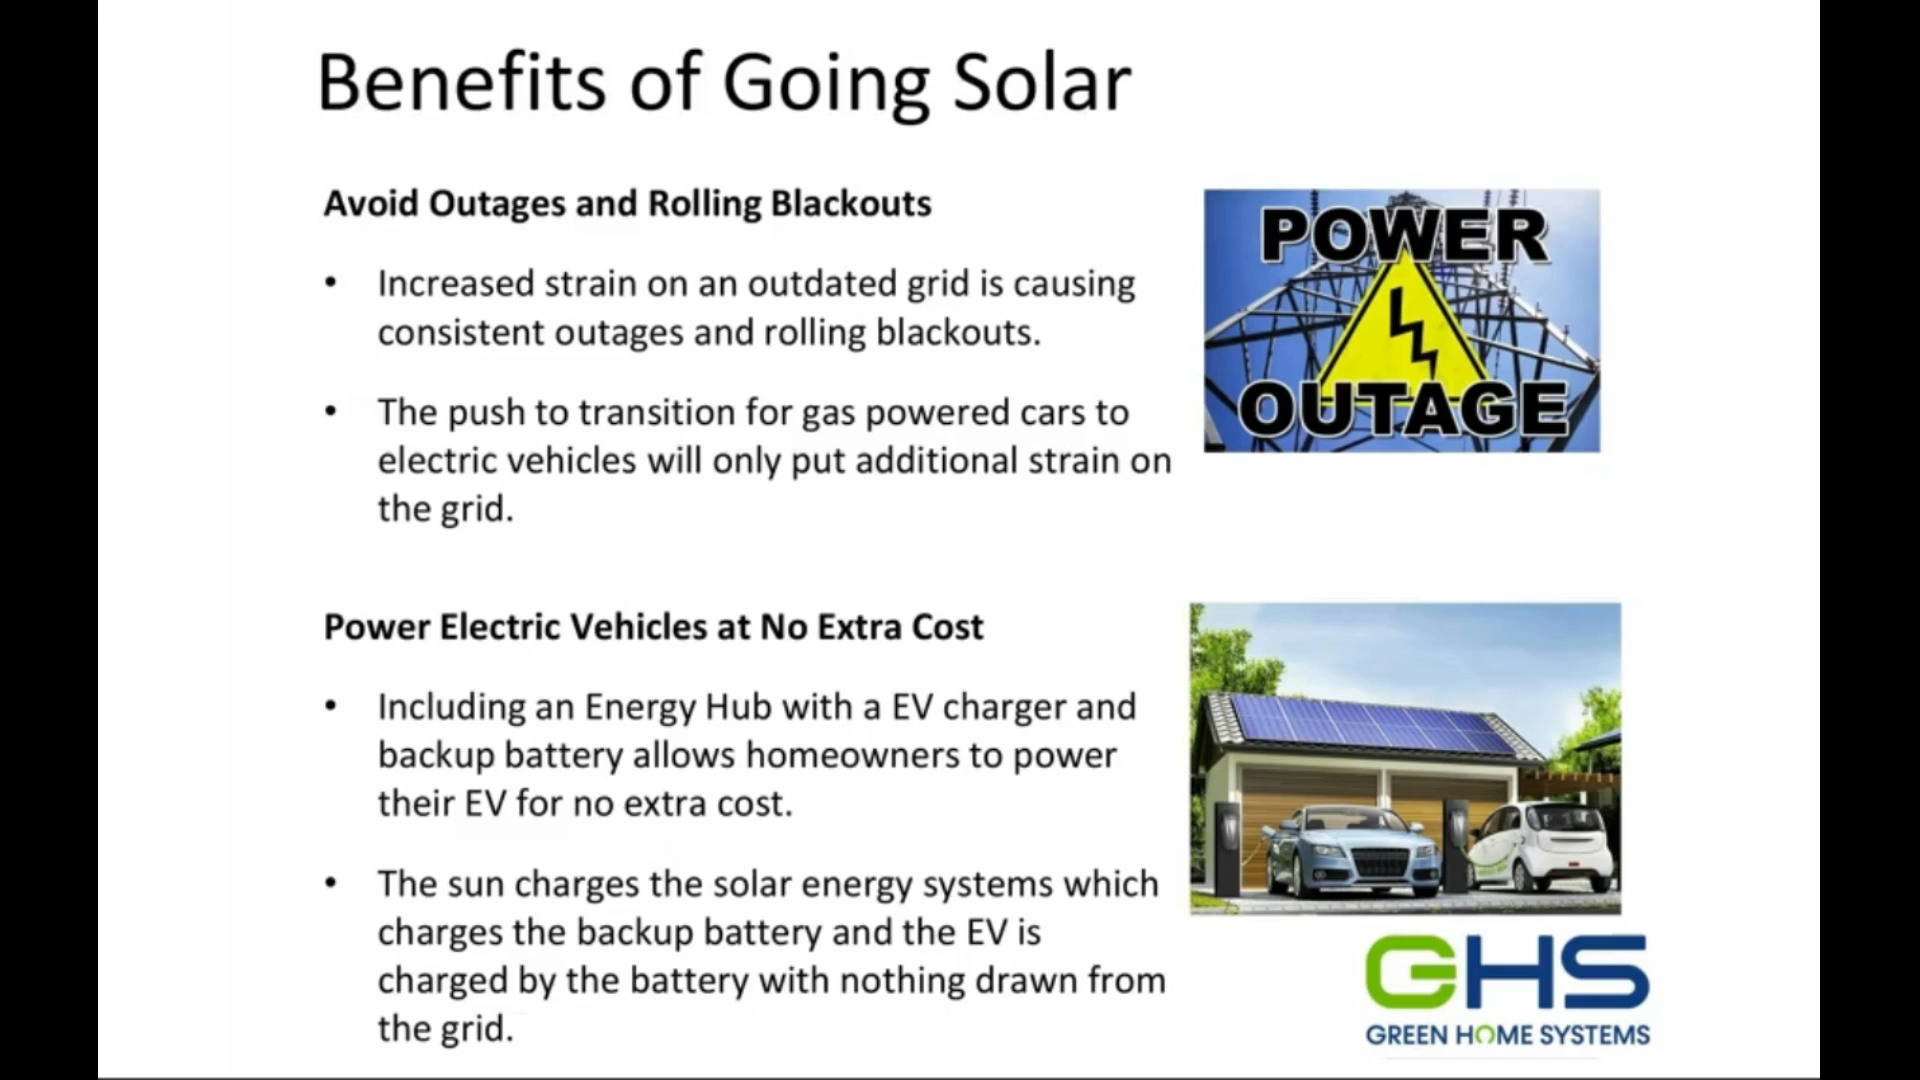 Benefits of Going Solar
Avoid Outages and Rolling Blackouts
• Increased strain on an outdated grid is causing
consistent outages and rolling blackouts.
• The push to transition for gas powered cars to
electric vehicles will only put additional strain on
the grid.
POWER
OUTAGE
Power Electric Vehicles at No Extra Cost
• Including an Energy Hub with a EV charger and
backup battery allows homeowners to power
their EV for no extra cost.
• The sun charges the solar energy systems which
charges the backup battery and the EV is
charged by the battery with nothing drawn from
the grid.
GHS
GREEN HOME SYSTEMS